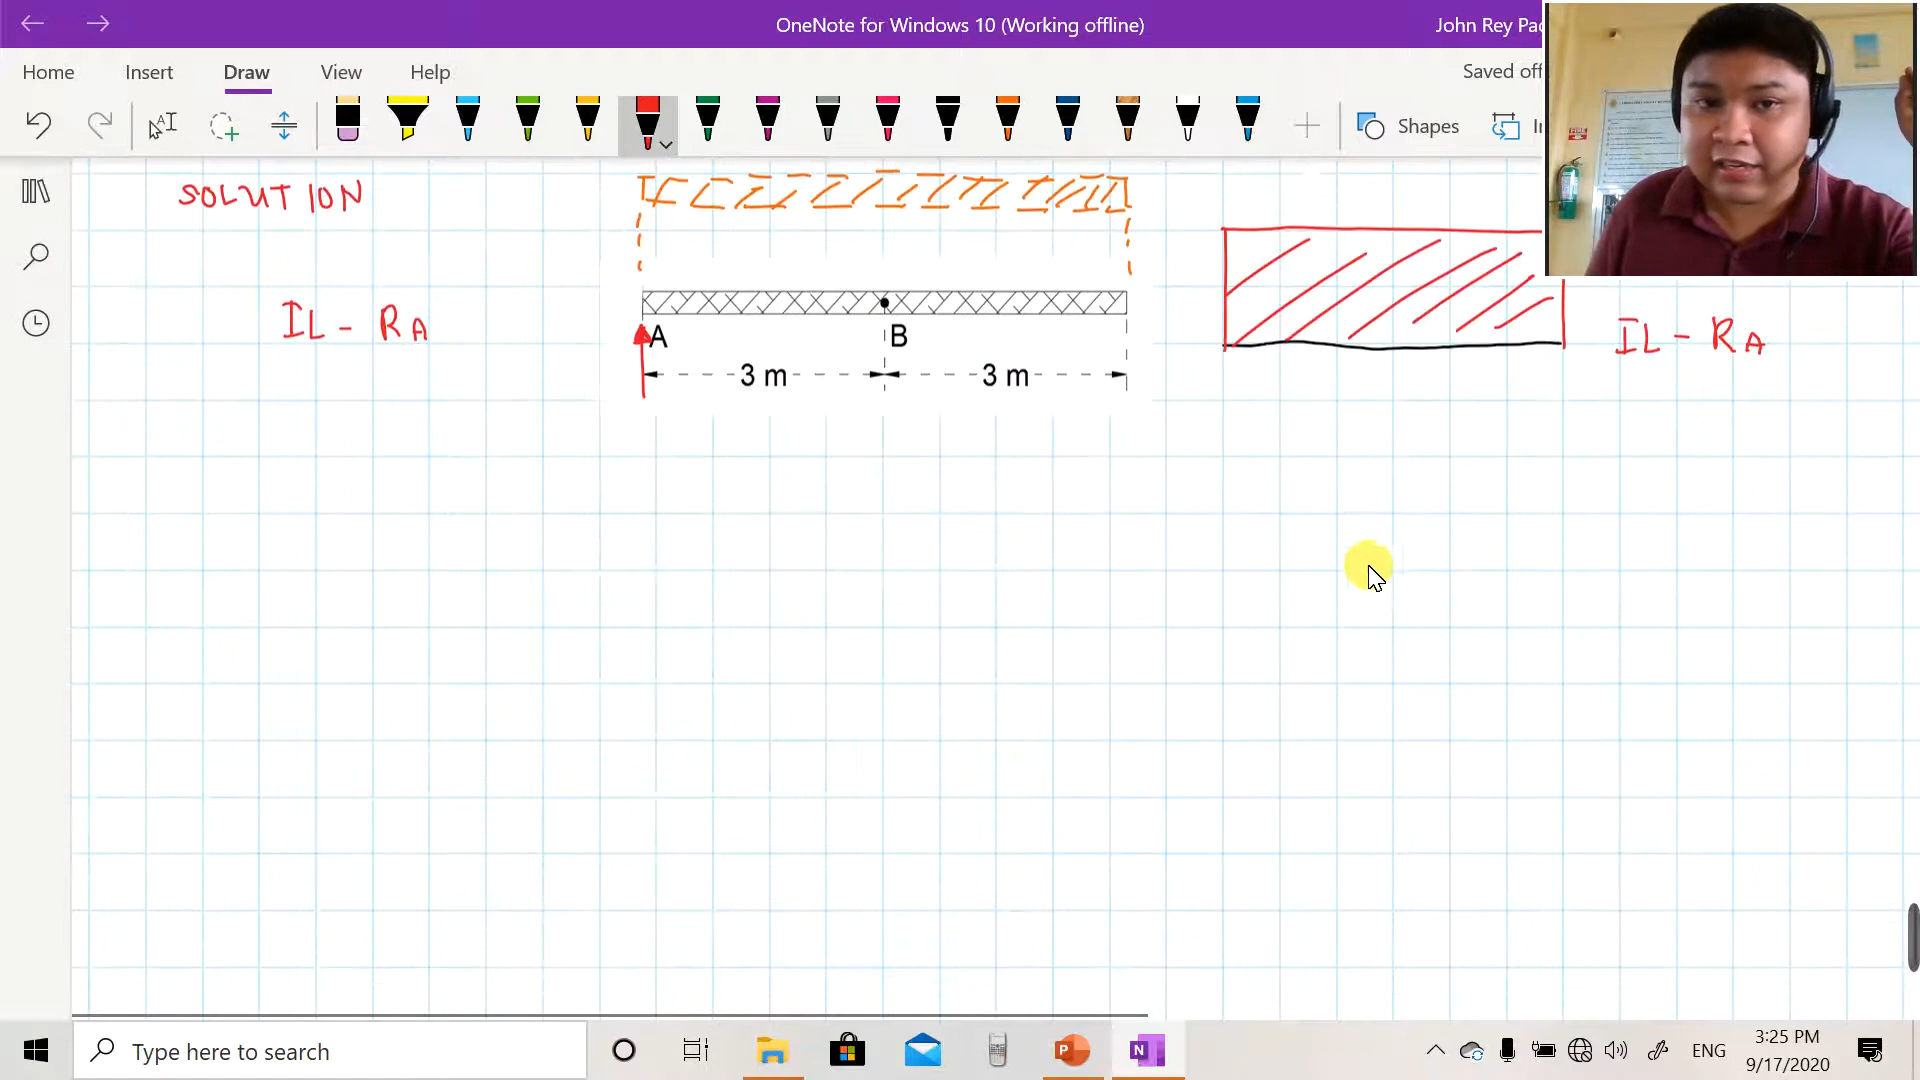 OneNote for Windows 10 (Working offline)
John Rey Pa
Home
Insert
Draw
View
Help
Saved off
Shapes
SOLUTION
IL - RA
A
B
3 m
3 m
IL - RA
FIRE
Type here to search
ENG
3:25 PM
9/17/2020